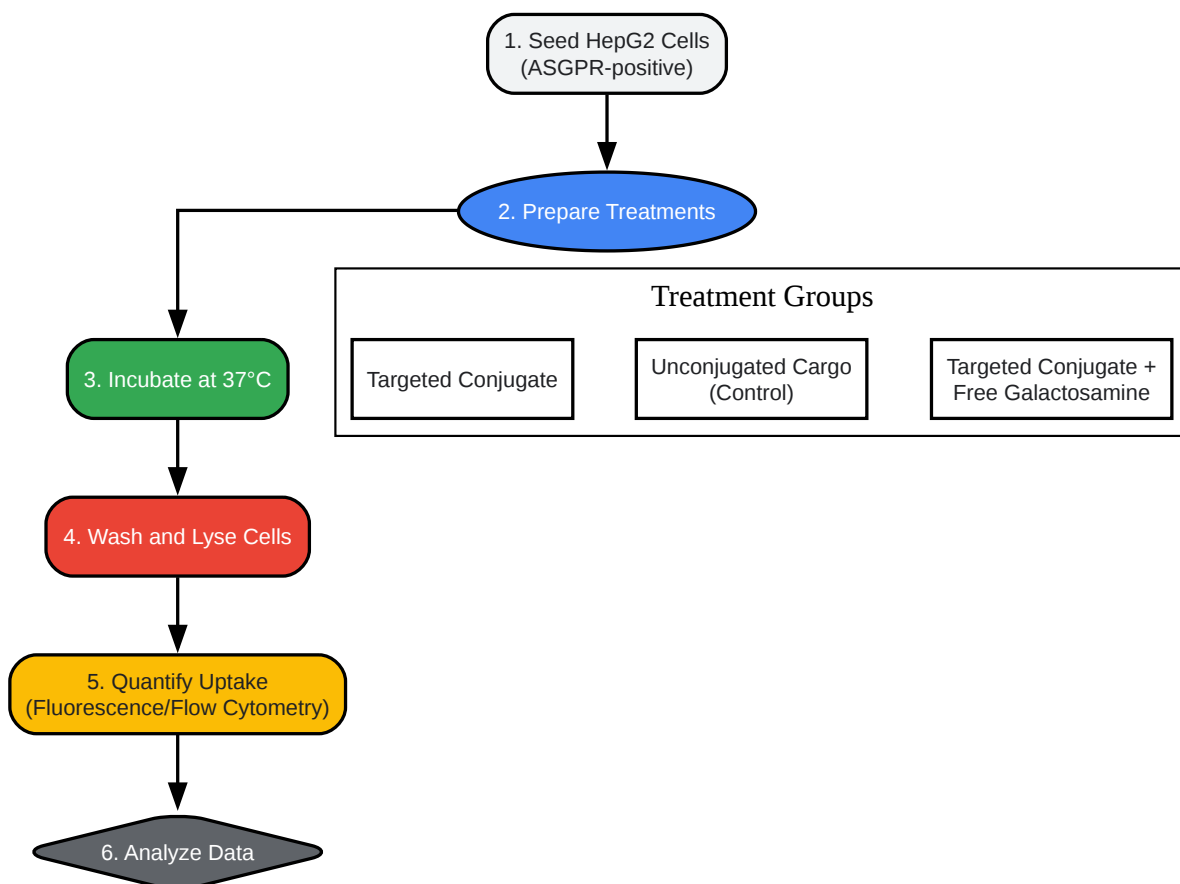 1. Seed HepG2 Cells
(ASGPR-positive)
2. Prepare Treatments
Treatment Groups
Targeted Conjugate
Unconjugated Cargo
(Control)
Targeted Conjugate +
Free Galactosamine
3. Incubate at 37°C
4. Wash and Lyse Cells
5. Quantify Uptake
(Fluorescence/Flow Cytometry)
6. Analyze Data